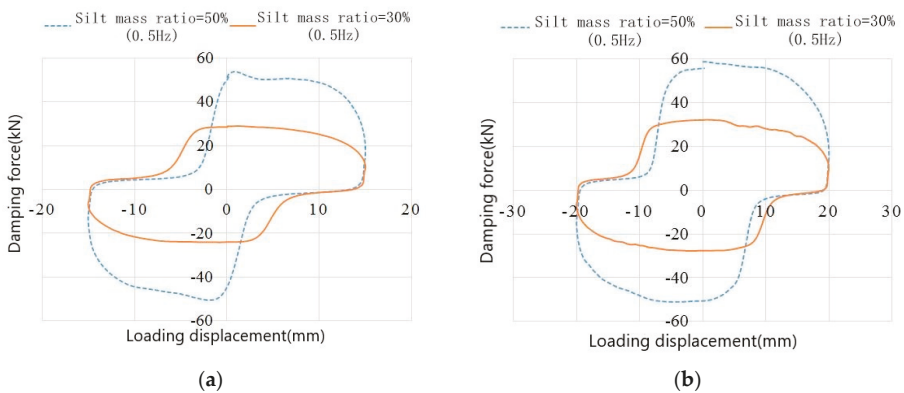 Silt mass ratio=50% Silt mass ratio=30%
(0.5Hz) (0.5Hz)
60
40
20
0
-20
-40
-60
-20 -10 0 10 20
Damping force(kN)
Loading displacement(mm)
(a)
Silt mass ratio=50% Silt mass ratio=30%
(0.5Hz) (0.5Hz)
60
40
20
0
-20
-40
-60
-30 -20 -10 0 10 20 30
Damping force(kN)
Loading displacement(mm)
(b)